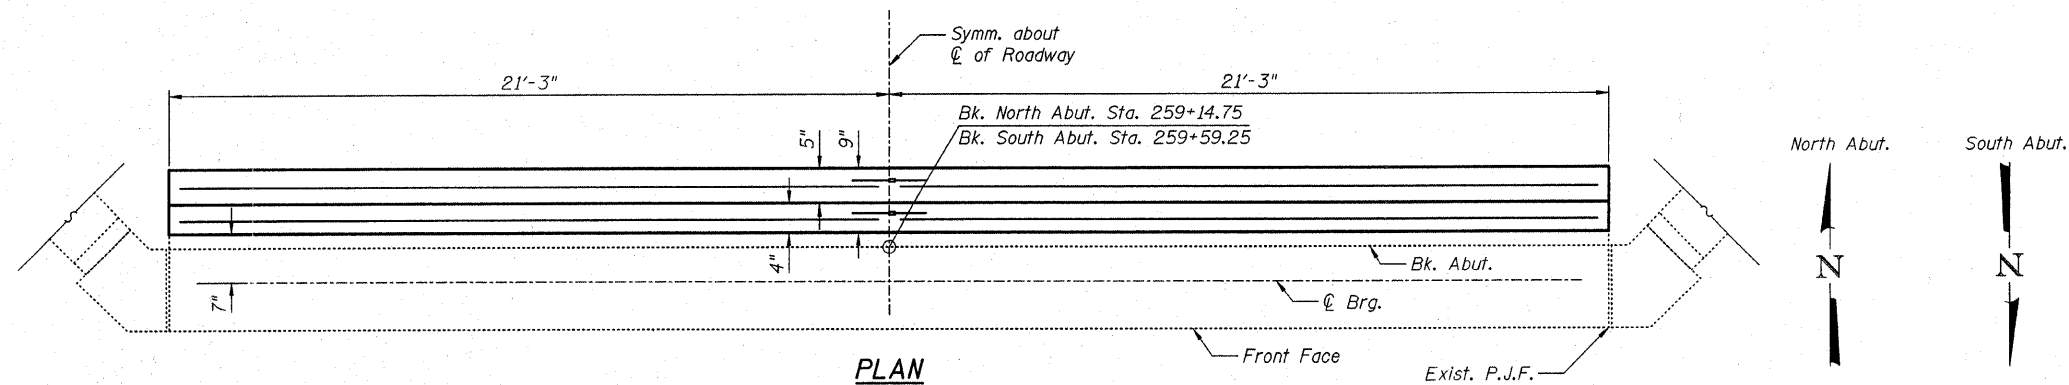 Symm. about
℄ of Roadway
21'-3"
21'-3"
Bk. North Abut. Sta. 259+14.75
Bk. South Abut. Sta. 259+59.25
5"
9"
4"
7"
Bk. Abut.
℄ Brg.
Front Face
Exist. P.J.F.
PLAN
North Abut.
South Abut.
N
N